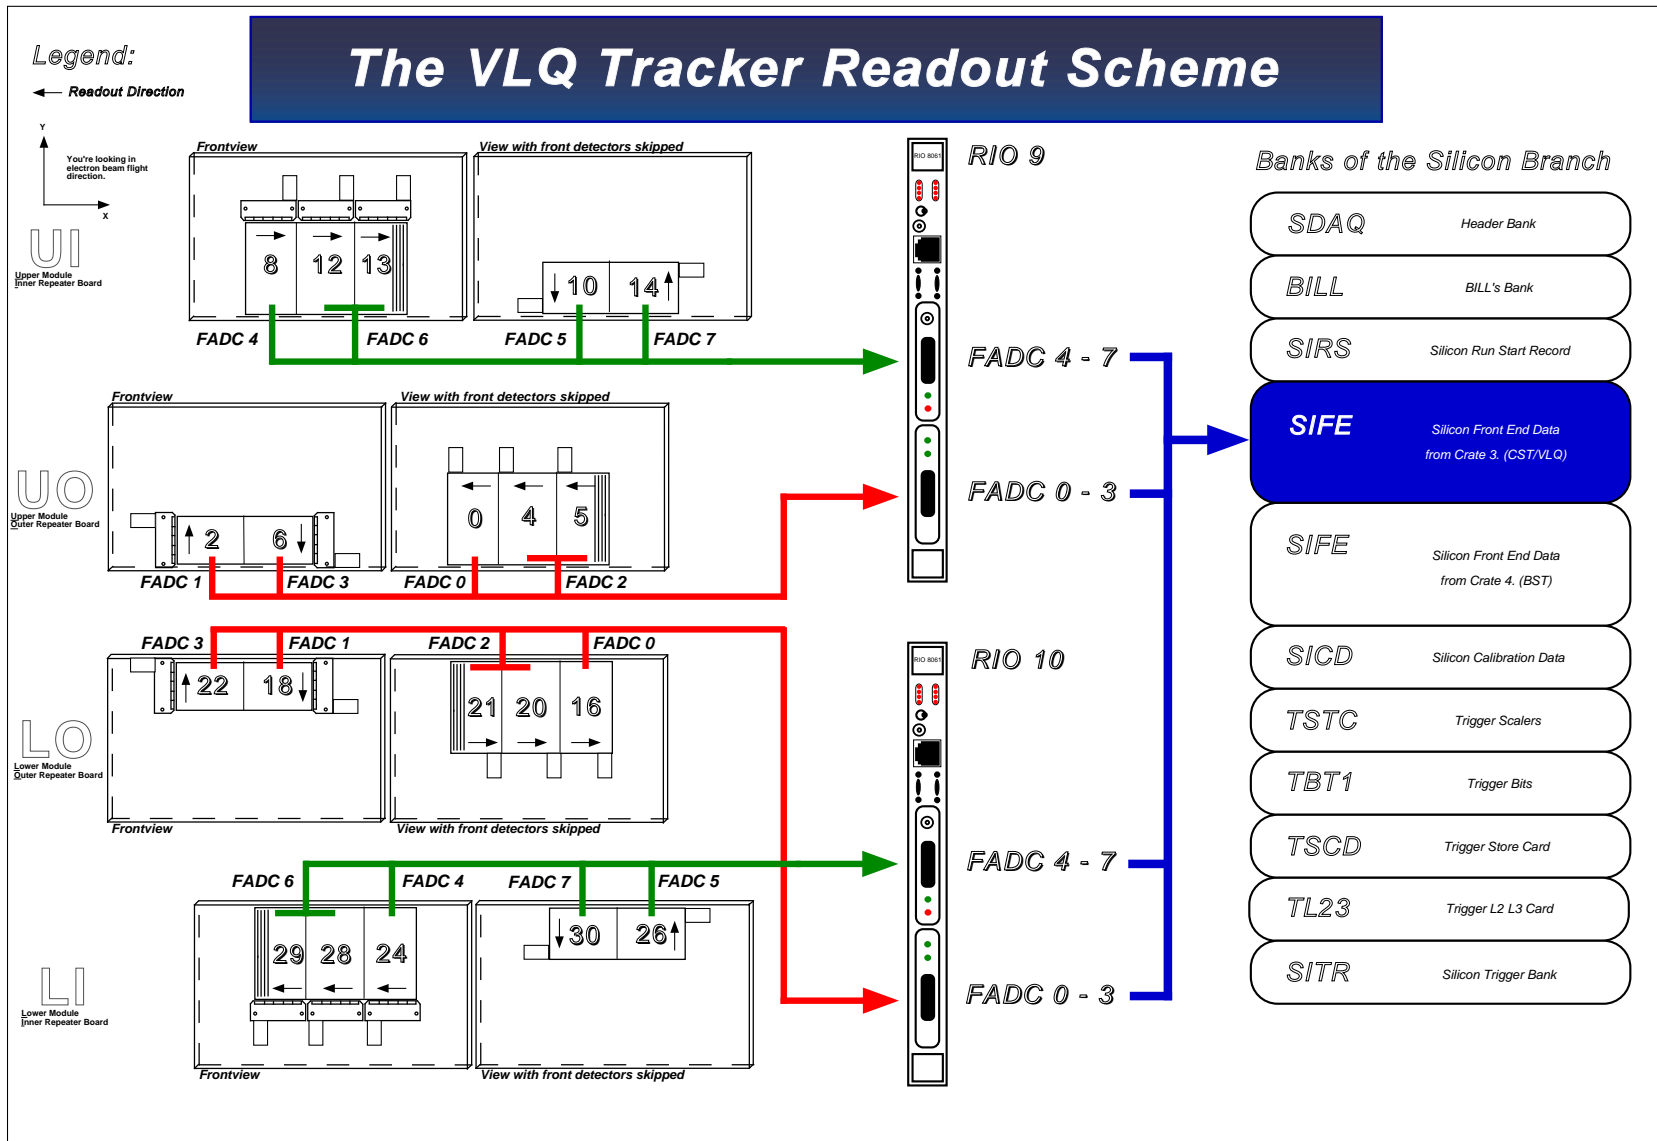 Legend:
The VLQ Tracker Readout Scheme
Readout Direction
Y
You're looking in
electron beam flight
direction.
X
UI
Upper Module
Inner Repeater Board
Frontview
View with front detectors skipped
8
12
13
10
14
FADC 4
FADC 6
FADC 5
FADC 7
UO
Upper Module
Outer Repeater Board
Frontview
View with front detectors skipped
2
6
0
4
5
FADC 1
FADC 3
FADC 0
FADC 2
FADC 3
FADC 1
FADC 2
FADC 0
LO
Lower Module
Outer Repeater Board
22
18
21
20
16
Frontview
View with front detectors skipped
FADC 6
FADC 4
FADC 7
FADC 5
LI
Lower Module
Inner Repeater Board
29
28
24
30
26
Frontview
View with front detectors skipped
RIO 8061
RIO 9
FADC 4 - 7
FADC 0 - 3
RIO 8061
RIO 10
FADC 4 - 7
FADC 0 - 3
Banks of the Silicon Branch
SDAQ Header Bank
BILL BILL's Bank
SIRS Silicon Run Start Record
SIFE Silicon Front End Data
from Crate 3. (CST/VLQ)
SIFE Silicon Front End Data
from Crate 4. (BST)
SICD Silicon Calibration Data
TSTC Trigger Scalers
TBT1 Trigger Bits
TSCD Trigger Store Card
TL23 Trigger L2 L3 Card
SITR Silicon Trigger Bank